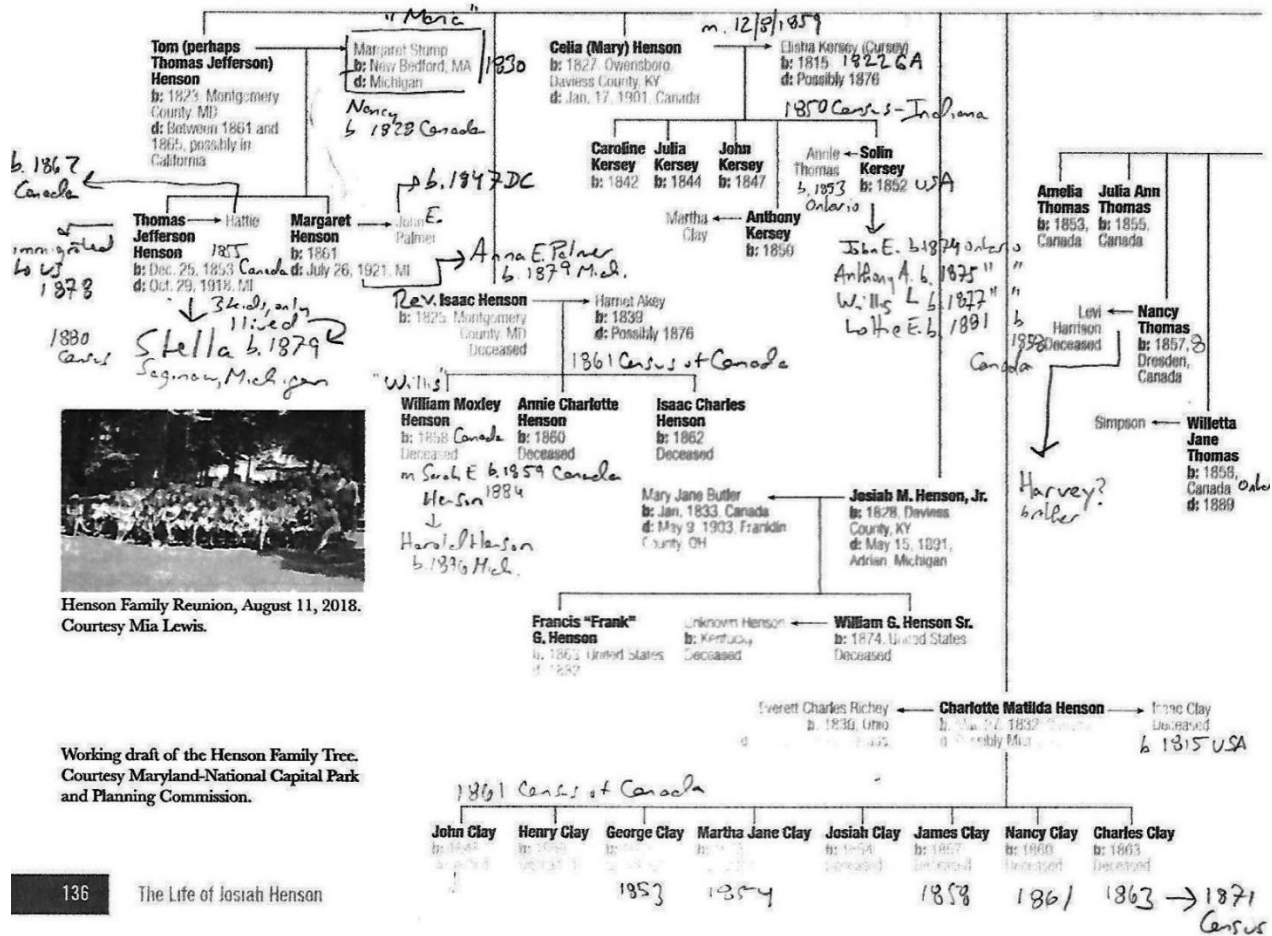 "Maria"
Tom (perhaps
Thomas Jefferson)
Henson
b: 1823, Montgomery
County, MD
d: Between 1861 and
1865, possibly in
California
Margaret Stump
b: New Bedford, MA
d: Michigan
1830
Nancy
b 1828 Canada
m. 12/8/1859
Celia (Mary) Henson
b: 1827, Owensboro,
Daviess County, KY
d: Jan. 17, 1901, Canada
Elisha Kersey (Cursey)
b: 1815 1822 GA
d: Possibly 1876
1850 Census-Indiana
Caroline
Kersey
b: 1842
Julia
Kersey
b: 1844
John
Kersey
b: 1847
Annie
Thomas
b. 1853
Ontario
Solin
Kersey
b: 1852 USA
Martha
Clay
Anthony
Kersey
b: 1850
John E. b. 1874 Ontario
Anthony A. b. 1875 " "
Willis L b. 1877 " "
Lottie E. b. 1881
Amelia
Thomas
b: 1853,
Canada
Julia Ann
Thomas
b: 1855,
Canada
Levi
Harrison
Deceased
Nancy
Thomas
b: 1857, 8
Dresden,
Canada
b
1858
Canada
Simpson
Willetta
Jane
Thomas
b: 1858,
Canada
d: 1889
Harvey?
brother
b. 1862
Canada
b. 1847 DC
Thomas
Jefferson
Henson
b: Dec. 25, 1853 Canada
d: Oct. 29, 1918, MI
Hattie
1855
Margaret
Henson
b: 1861
d: July 26, 1921, MI
John E.
Palmer
immigrated
to US
1878
Anna E. Palmer
b. 1879 Mich.
3 kids, only
1 lived
1880
Census
Stella b. 1879
Saginaw, Michigan
Rev. Isaac Henson
b: 1825, Montgomery
County, MD
Deceased
Harriet Akey
b: 1839
d: Possibly 1876
1861 Census of Canada
"Willis"
William Moxley
Henson
b: 1858 Canada
Deceased
Annie Charlotte
Henson
b: 1860
Deceased
Isaac Charles
Henson
b: 1862
Deceased
m Sarah E b. 1859 Canada
Henson 1884
Harold Henson
b. 1896 Mich.
Mary Jane Butler
b: Jan, 1833, Canada
d: May 9, 1903, Franklin
County, OH
Josiah M. Henson, Jr.
b: 1828, Daviess
County, KY
d: May 15, 1891,
Adrian, Michigan
Francis "Frank"
G. Henson
b: 1863, United States
Unknown Henson
b: Kentucky
Deceased
William G. Henson Sr.
b: 1874, United States
Deceased
Everett Charles Richey
b. 1830, Ohio
d
Charlotte Matilda Henson
Isaac Clay
Deceased
b 1815 USA
Henson Family Reunion, August 11, 2018.
Courtesy Mia Lewis.
Working draft of the Henson Family Tree.
Courtesy Maryland-National Capital Park
and Planning Commission.
1861 Census of Canada
John Clay
Henry Clay
George Clay
1853
Martha Jane Clay
1854
Josiah Clay
James Clay
b: 1857
Deceased
1858
Nancy Clay
b: 1860
Deceased
1861
Charles Clay
b: 1863
Deceased
1863 → 1871
Census
136 The Life of Josiah Henson